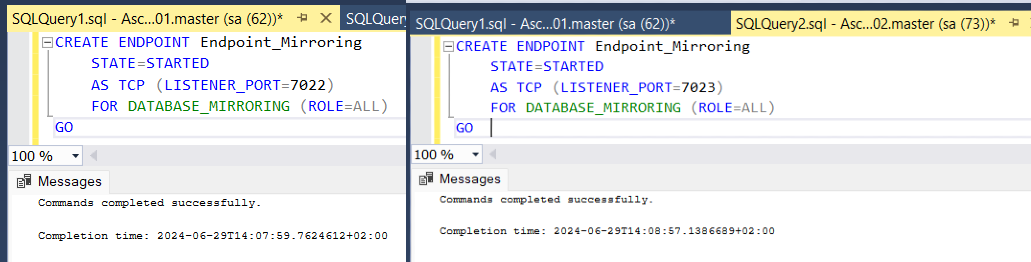 SQLQuery1.sql - Asc...01.master (sa (62))*
SQLQuery
CREATE ENDPOINT Endpoint_Mirroring
STATE=STARTED
AS TCP (LISTENER_PORT=7022)
FOR DATABASE_MIRRORING (ROLE=ALL)
GO
100 %
Messages
Commands completed successfully.
Completion time: 2024-06-29T14:07:59.7624612+02:00
SQLQuery1.sql - Asc...01.master (sa (62))*
SQLQuery2.sql - Asc...02.master (sa (73))*
CREATE ENDPOINT Endpoint_Mirroring
STATE=STARTED
AS TCP (LISTENER_PORT=7023)
FOR DATABASE_MIRRORING (ROLE=ALL)
GO
100 %
Messages
Commands completed successfully.
Completion time: 2024-06-29T14:08:57.1386689+02:00